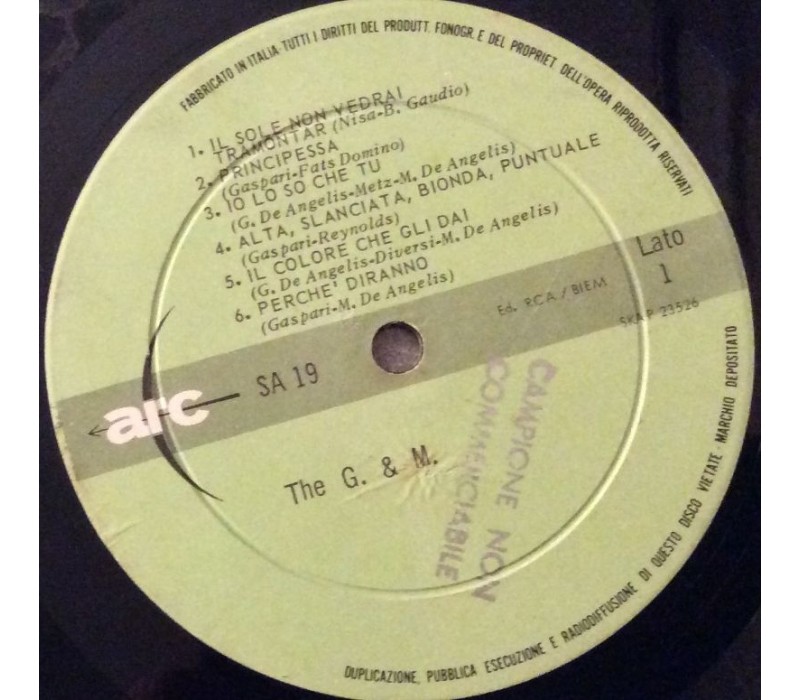 FABBRICATO IN ITALIA-TUTTI I DIRITTI DEL PRODUTT. FONOGR. E DEL PROPRIET. DELL'OPERA RIPRODOTTA RISERVATI
1. IL SOLE NON VEDRAI
TRAMONTAR (Nisa-B. Gaudio)
2. PRINCIPESSA
(Gaspari-Fats Domino)
3. IO LO SO CHE TU
(G. De Angelis-Metz-M. De Angelis)
4. ALTA, SLANCIATA, BIONDA, PUNTUALE
(Gaspari-Reynolds)
5. IL COLORE CHE GLI DAI
(G. De Angelis-Diversi-M. De Angelis)
6. PERCHE' DIRANNO
(Gaspari-M. De Angelis)
Lato
1
Ed. RCA / BIEM
SKAP 23526
arc
SA 19
The G. & M.
CAMPIONE NON
COMMERCIABILE
DUPLICAZIONE, PUBBLICA ESECUZIONE E RADIODIFFUSIONE DI QUESTO DISCO VIETATE - MARCHIO DEPOSITATO